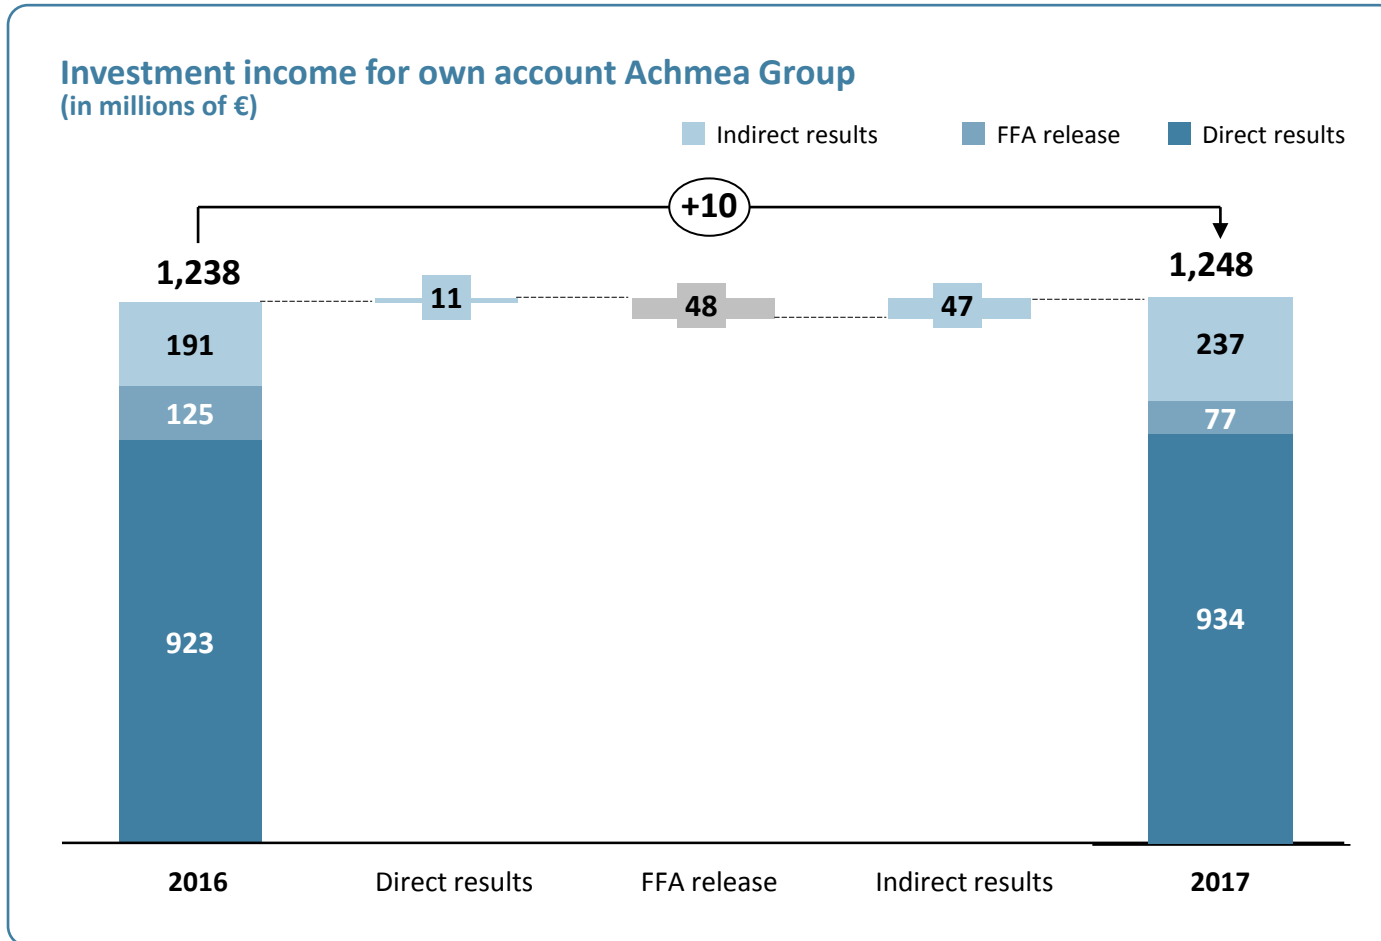 Investment income for own account Achmea Group
(in millions of €)
Indirect results FFA release Direct results
+10
1,238 1,248
11 48 47
191 237
125 77
923 934
2016 Direct results FFA release Indirect results 2017